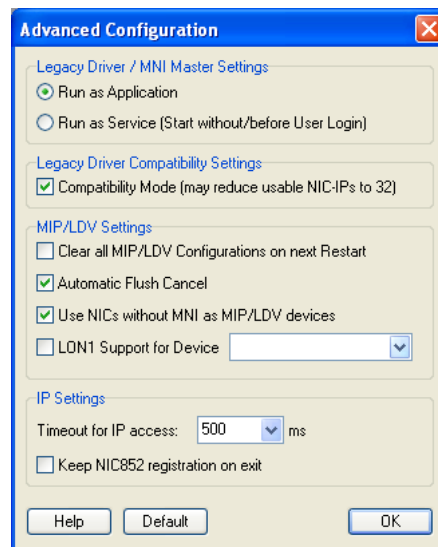 Advanced Configuration
Legacy Driver / MNI Master Settings
Run as Application
Run as Service (Start without/before User Login)
Legacy Driver Compatibility Settings
Compatibility Mode (may reduce usable NIC-IPs to 32)
MIP/LDV Settings
Clear all MIP/LDV Configurations on next Restart
Automatic Flush Cancel
Use NICs without MNI as MIP/LDV devices
LON1 Support for Device
IP Settings
Timeout for IP access: 500 ms
Keep NIC852 registration on exit
Help Default OK